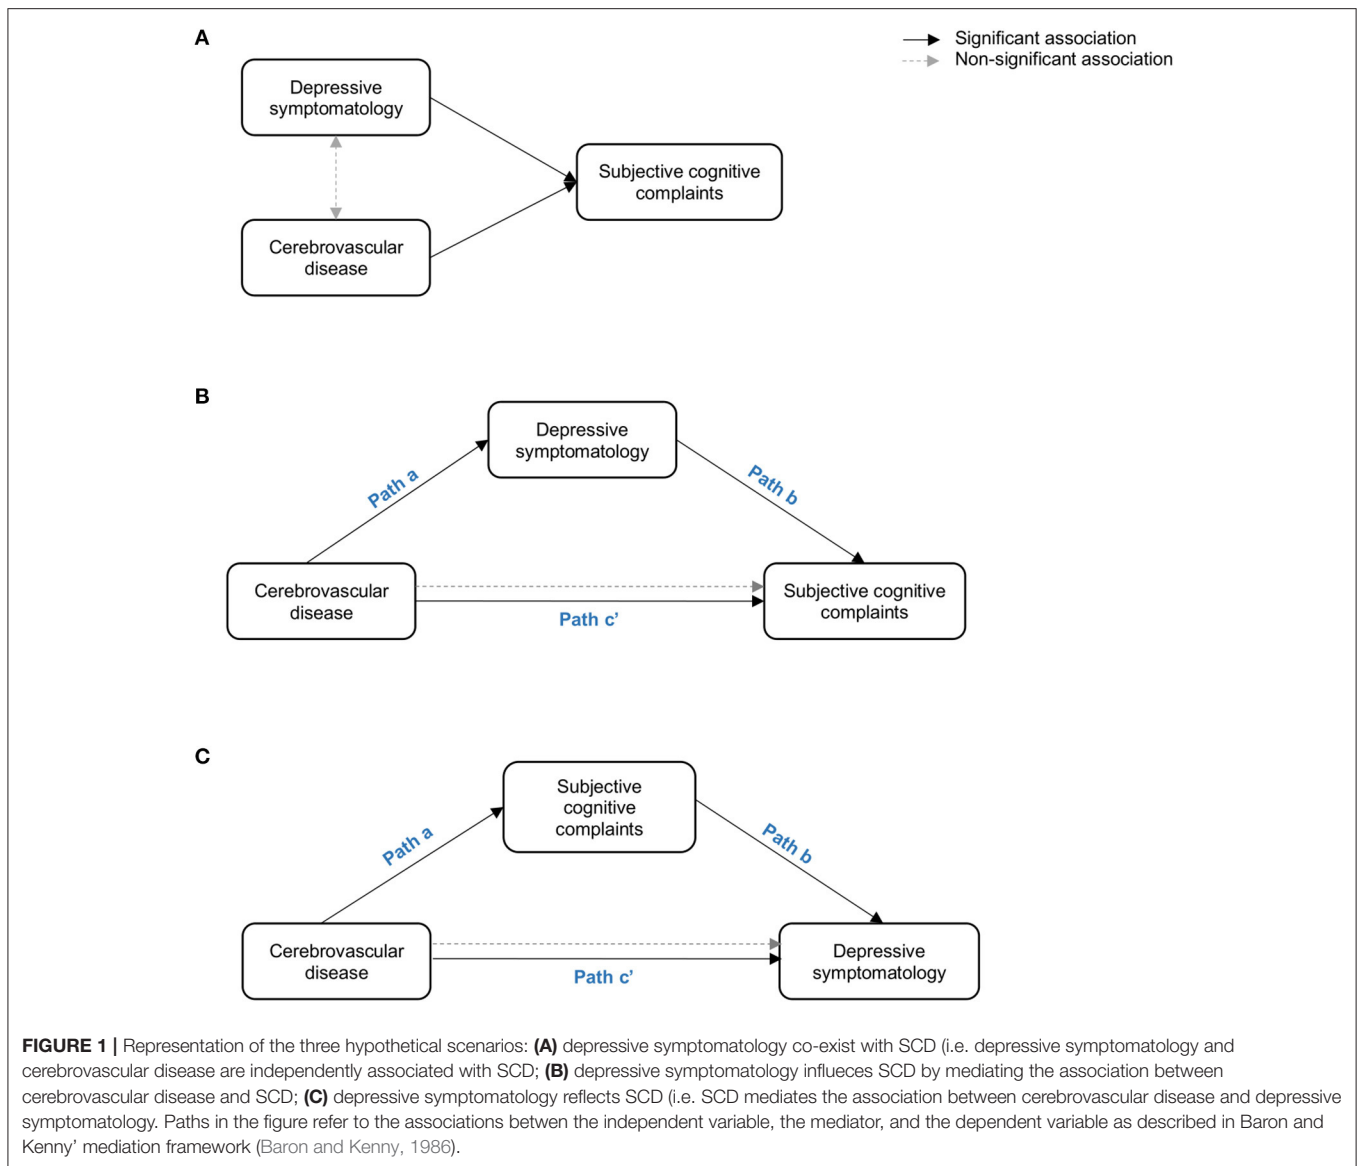 A
Significant association
Non-significant association
Depressive
symptomatology
Subjective cognitive
complaints
Cerebrovascular
disease
B
Depressive
symptomatology
Path a
Path b
Cerebrovascular
disease
Subjective cognitive
complaints
Path c’
C
Subjective
cognitive
complaints
Path a
Path b
Cerebrovascular
disease
Depressive
symptomatology
Path c’
FIGURE 1 | Representation of the three hypothetical scenarios: (A) depressive symptomatology co-exist with SCD (i.e. depressive symptomatology and
cerebrovascular disease are independently associated with SCD; (B) depressive symptomatology influeces SCD by mediating the association between
cerebrovascular disease and SCD; (C) depressive symptomatology reflects SCD (i.e. SCD mediates the association between cerebrovascular disease and depressive
symptomatology. Paths in the figure refer to the associations betwen the independent variable, the mediator, and the dependent variable as described in Baron and
Kenny’ mediation framework (Baron and Kenny, 1986).